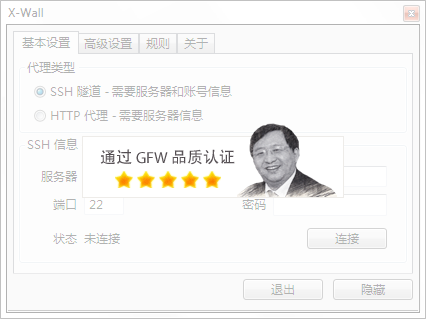 X-Wall
基本设置 高级设置 规则 关于
代理类型
SSH 隧道 - 需要服务器和账号信息
HTTP 代理 - 需要服务器信息
SSH 信息
通过 GFW 品质认证
服务器
端口 22 密码
状态 未连接 连接
退出 隐藏